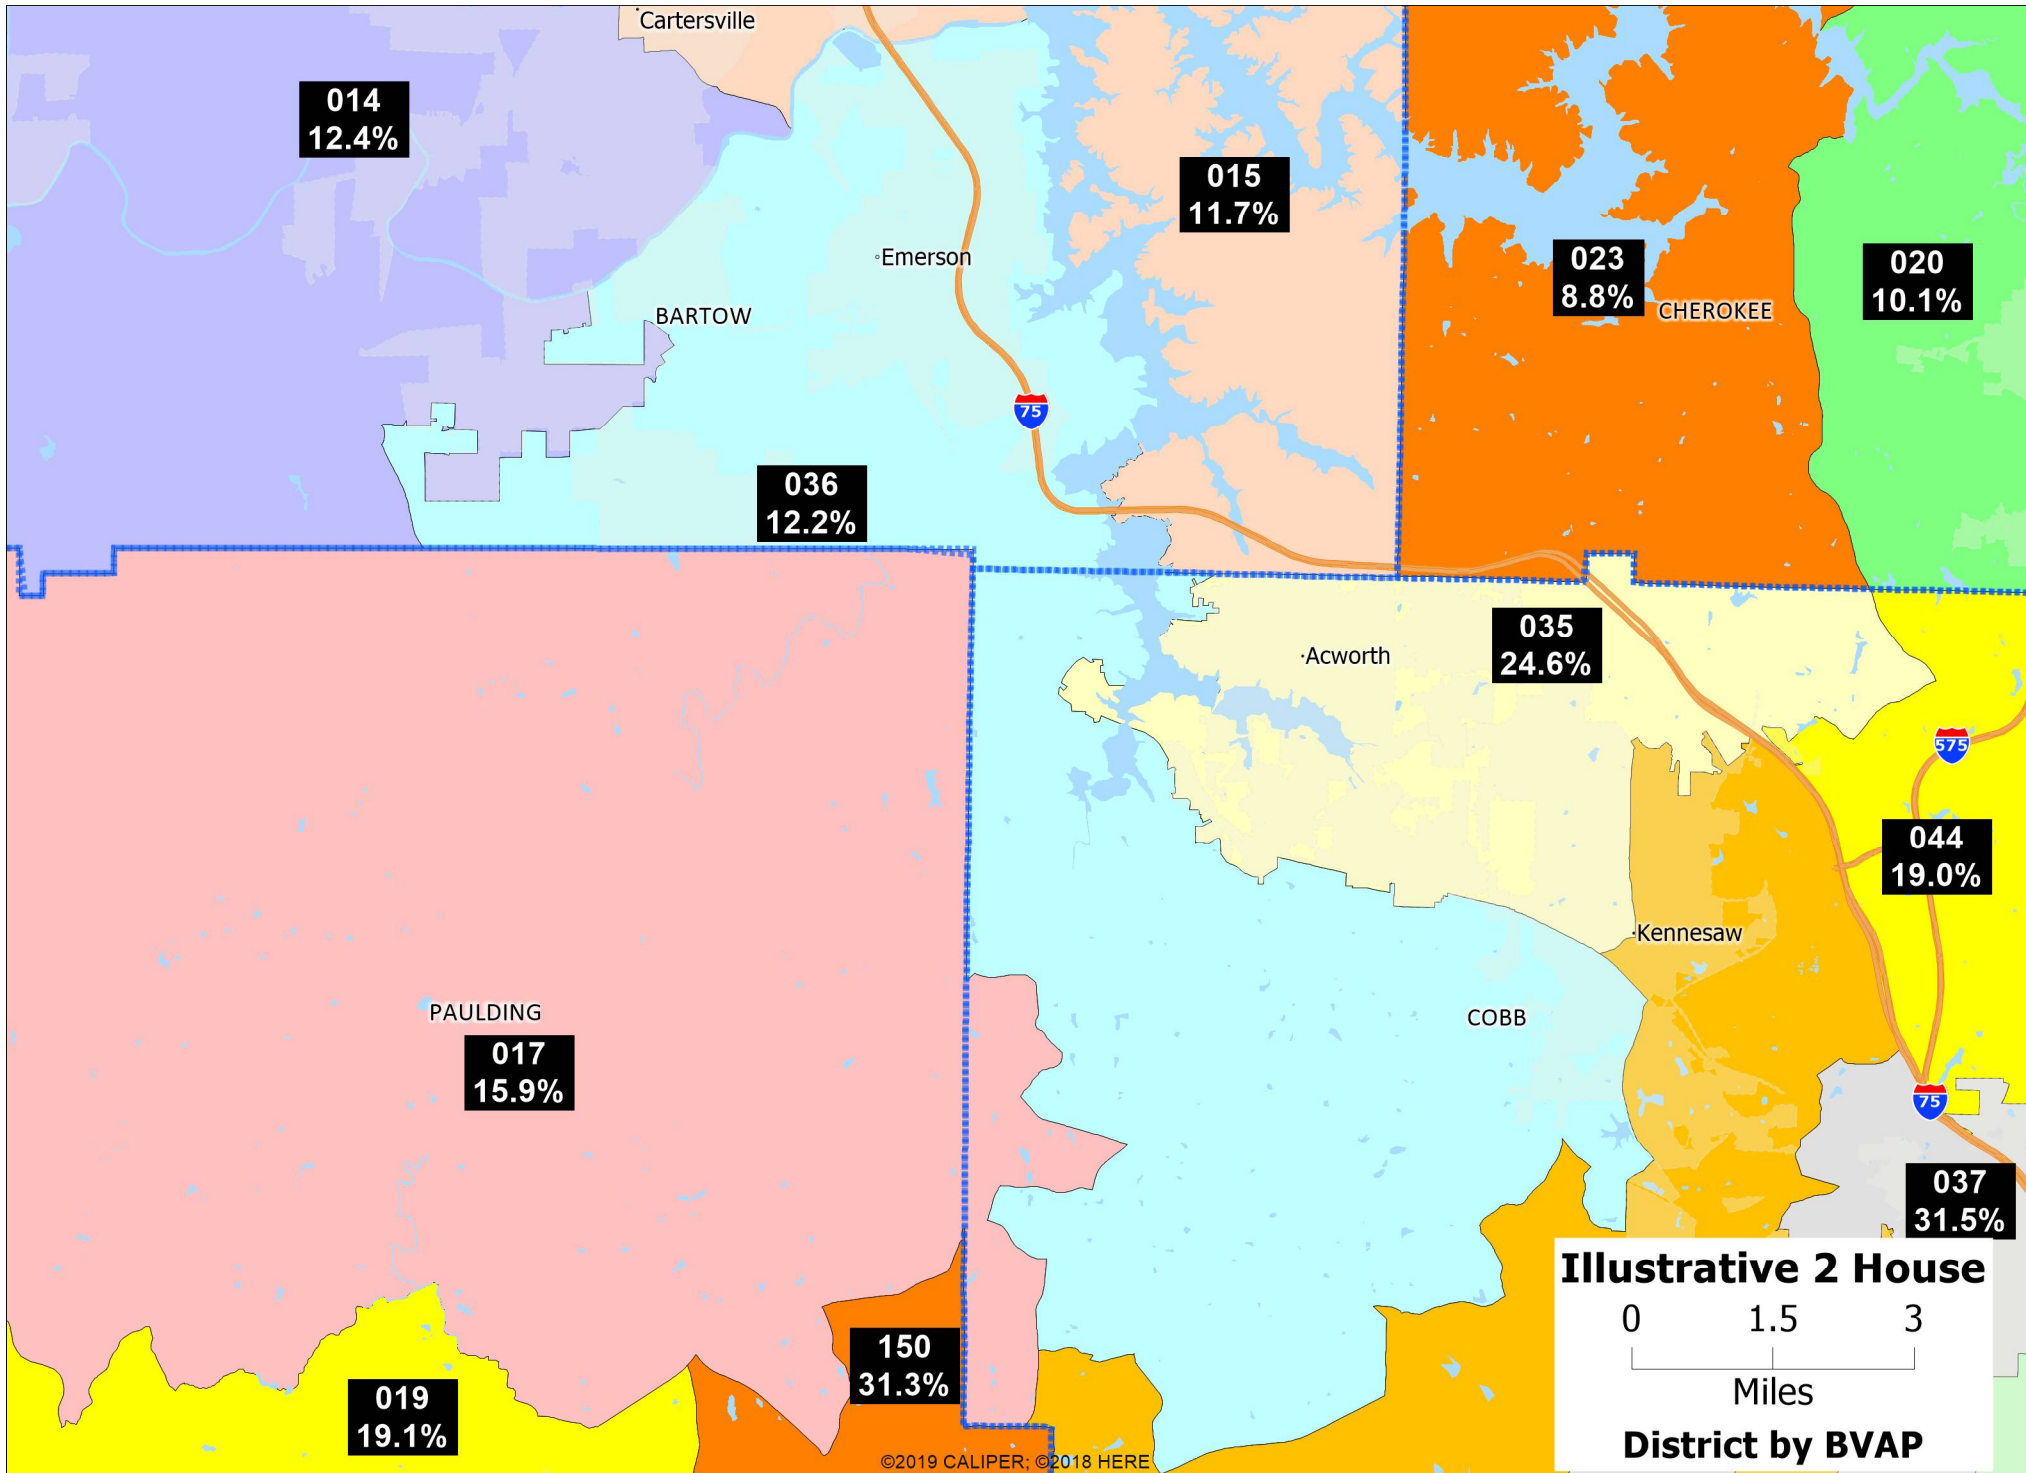 Cartersville
014
12.4%
015
11.7%
023
8.8%
020
10.1%
Emerson
BARTOW
CHEROKEE
75
036
12.2%
035
24.6%
Acworth
575
044
19.0%
Kennesaw
PAULDING
COBB
017
15.9%
75
037
31.5%
150
31.3%
019
19.1%
Illustrative 2 House
0 1.5 3
Miles
District by BVAP
©2019 CALIPER; ©2018 HERE